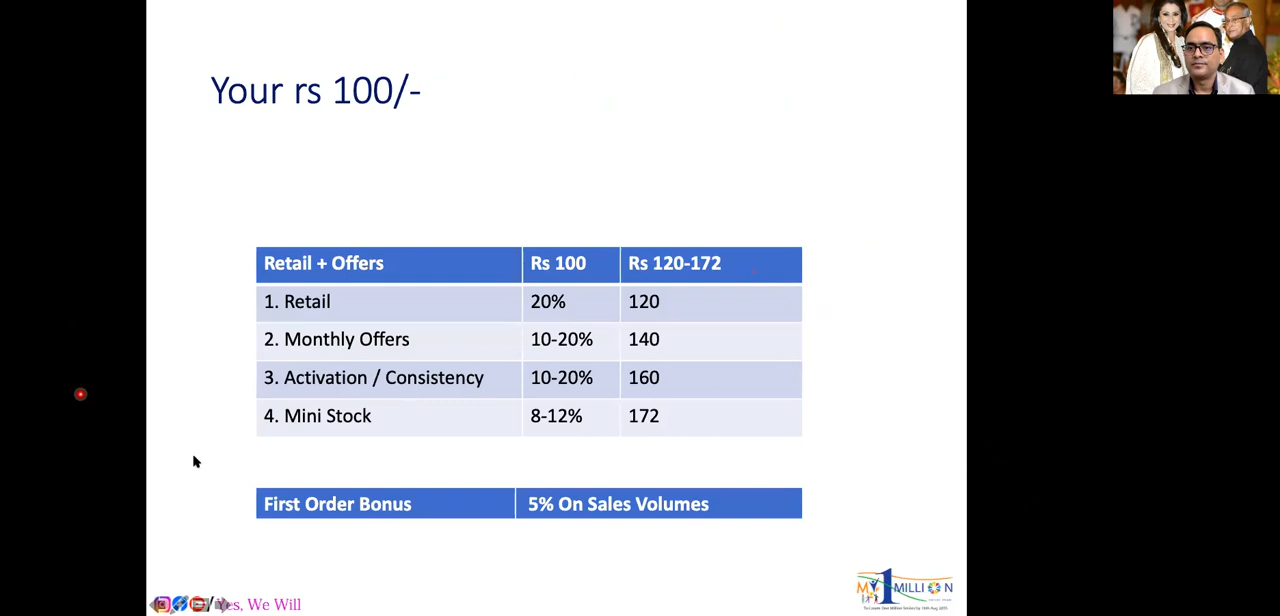 Your rs 100/-
Retail + Offers Rs 100 Rs 120-172
1. Retail 20% 120
2. Monthly Offers 10-20% 140
3. Activation / Consistency 10-20% 160
4. Mini Stock 8-12% 172
First Order Bonus 5% On Sales Volumes
MY 1 MILLION
Yes, We Will